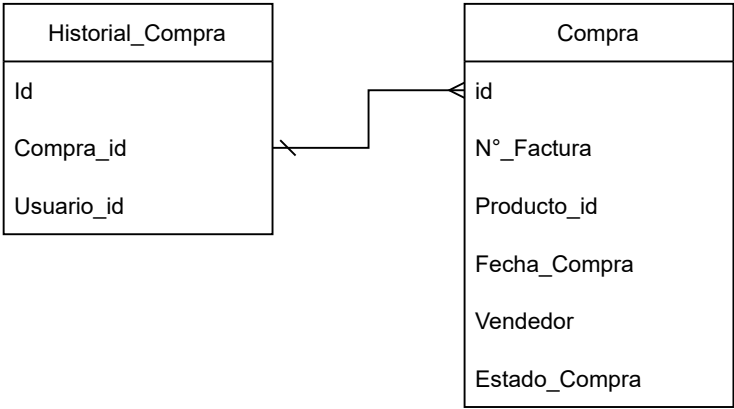 Historial_Compra
Id
Compra_id
Usuario_id
Compra
id
N°_Factura
Producto_id
Fecha_Compra
Vendedor
Estado_Compra